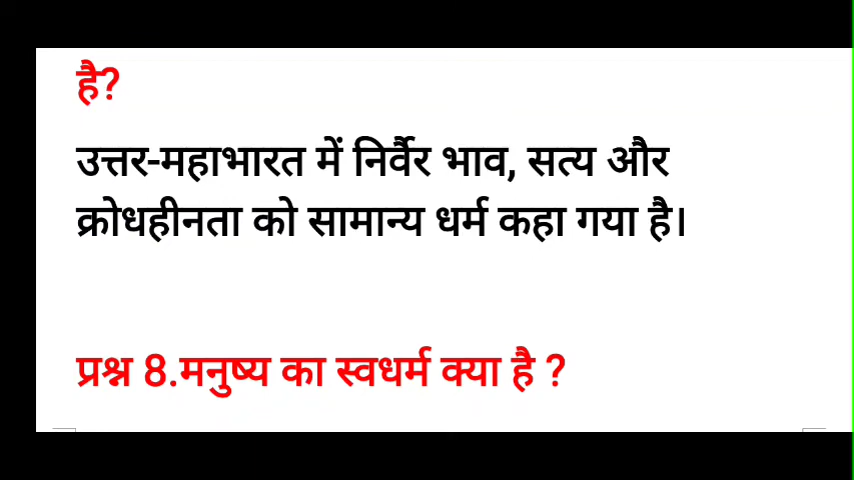 है?
उत्तर-महाभारत में निर्वैर भाव, सत्य और
क्रोधहीनता को सामान्य धर्म कहा गया है।
प्रश्न 8.मनुष्य का स्वधर्म क्या है ?